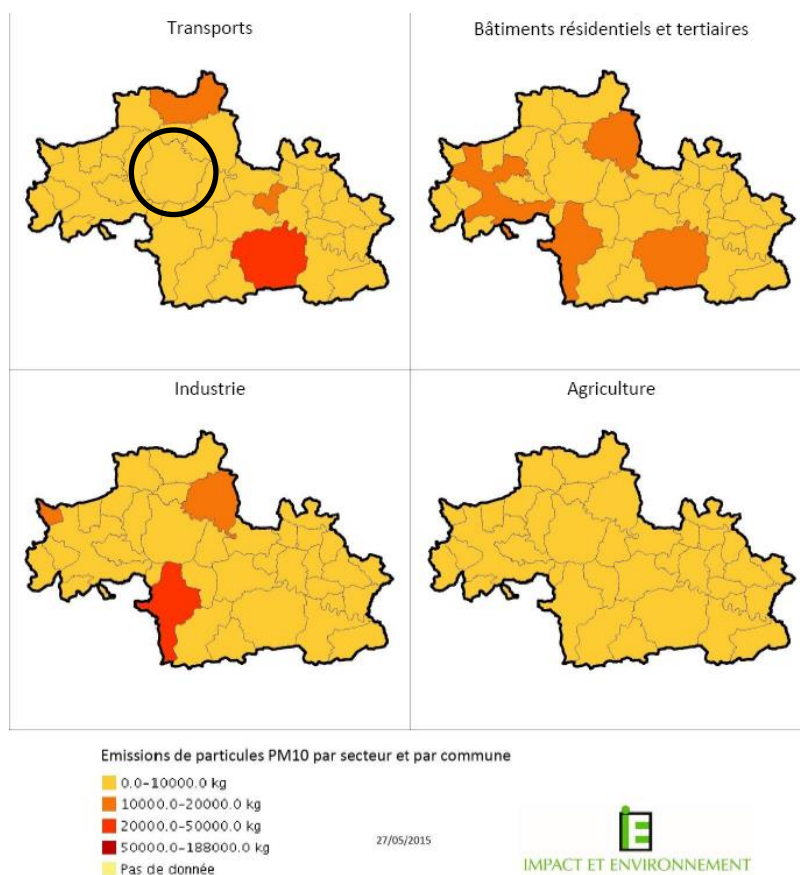 Transports
Bâtiments résidentiels et tertiaires
Industrie
Agriculture
Emissions de particules PM10 par secteur et par commune
0.0-10000.0 kg
10000.0-20000.0 kg
20000.0-50000.0 kg
50000.0-188000.0 kg
Pas de donnée
27/05/2015
IE
IMPACT ET ENVIRONNEMENT